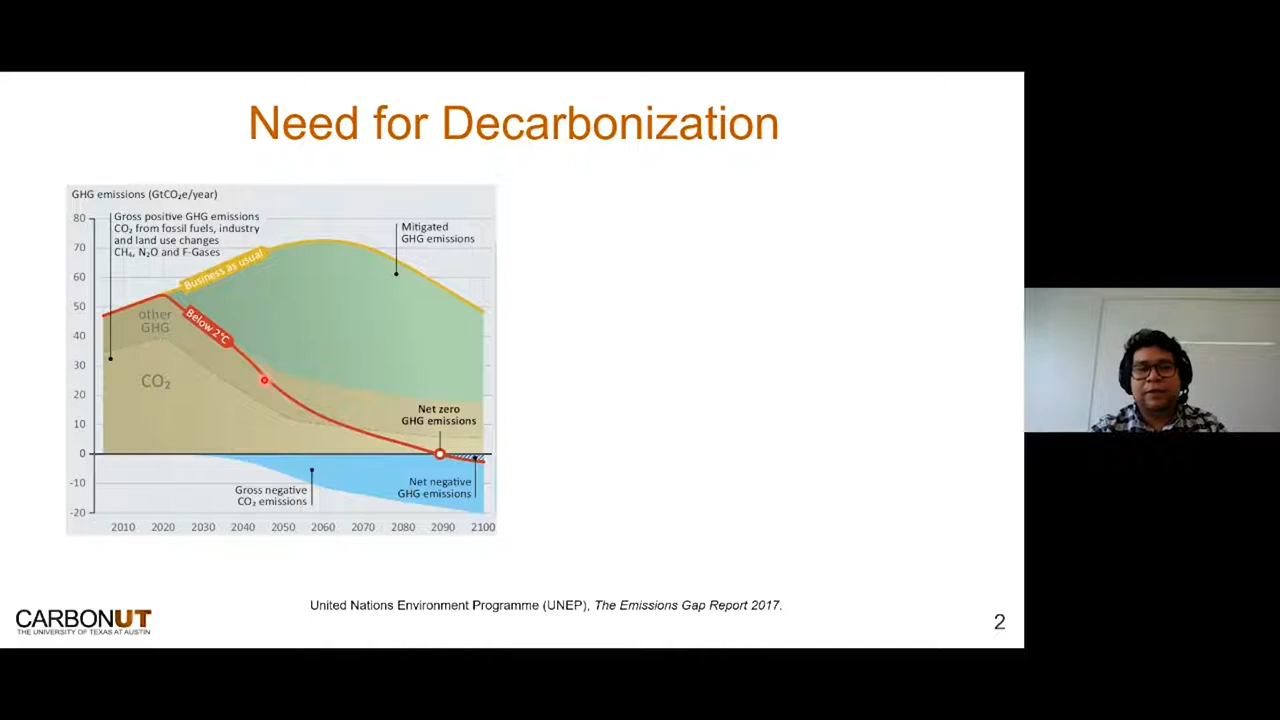 Need for Decarbonization
GHG emissions (GtCO₂e/year)
80
70
60
50
40
30
20
10
0
-10
-20
Gross positive GHG emissions
CO₂ from fossil fuels, industry
and land use changes
CH₄, N₂O and F-Gases
Business as usual
Mitigated
GHG emissions
Below 2°C
other
GHG
CO₂
Net zero
GHG emissions
Gross negative
CO₂ emissions
Net negative
GHG emissions
2010 2020 2030 2040 2050 2060 2070 2080 2090 2100
United Nations Environment Programme (UNEP), The Emissions Gap Report 2017.
CARBONUT
THE UNIVERSITY OF TEXAS AT AUSTIN
2